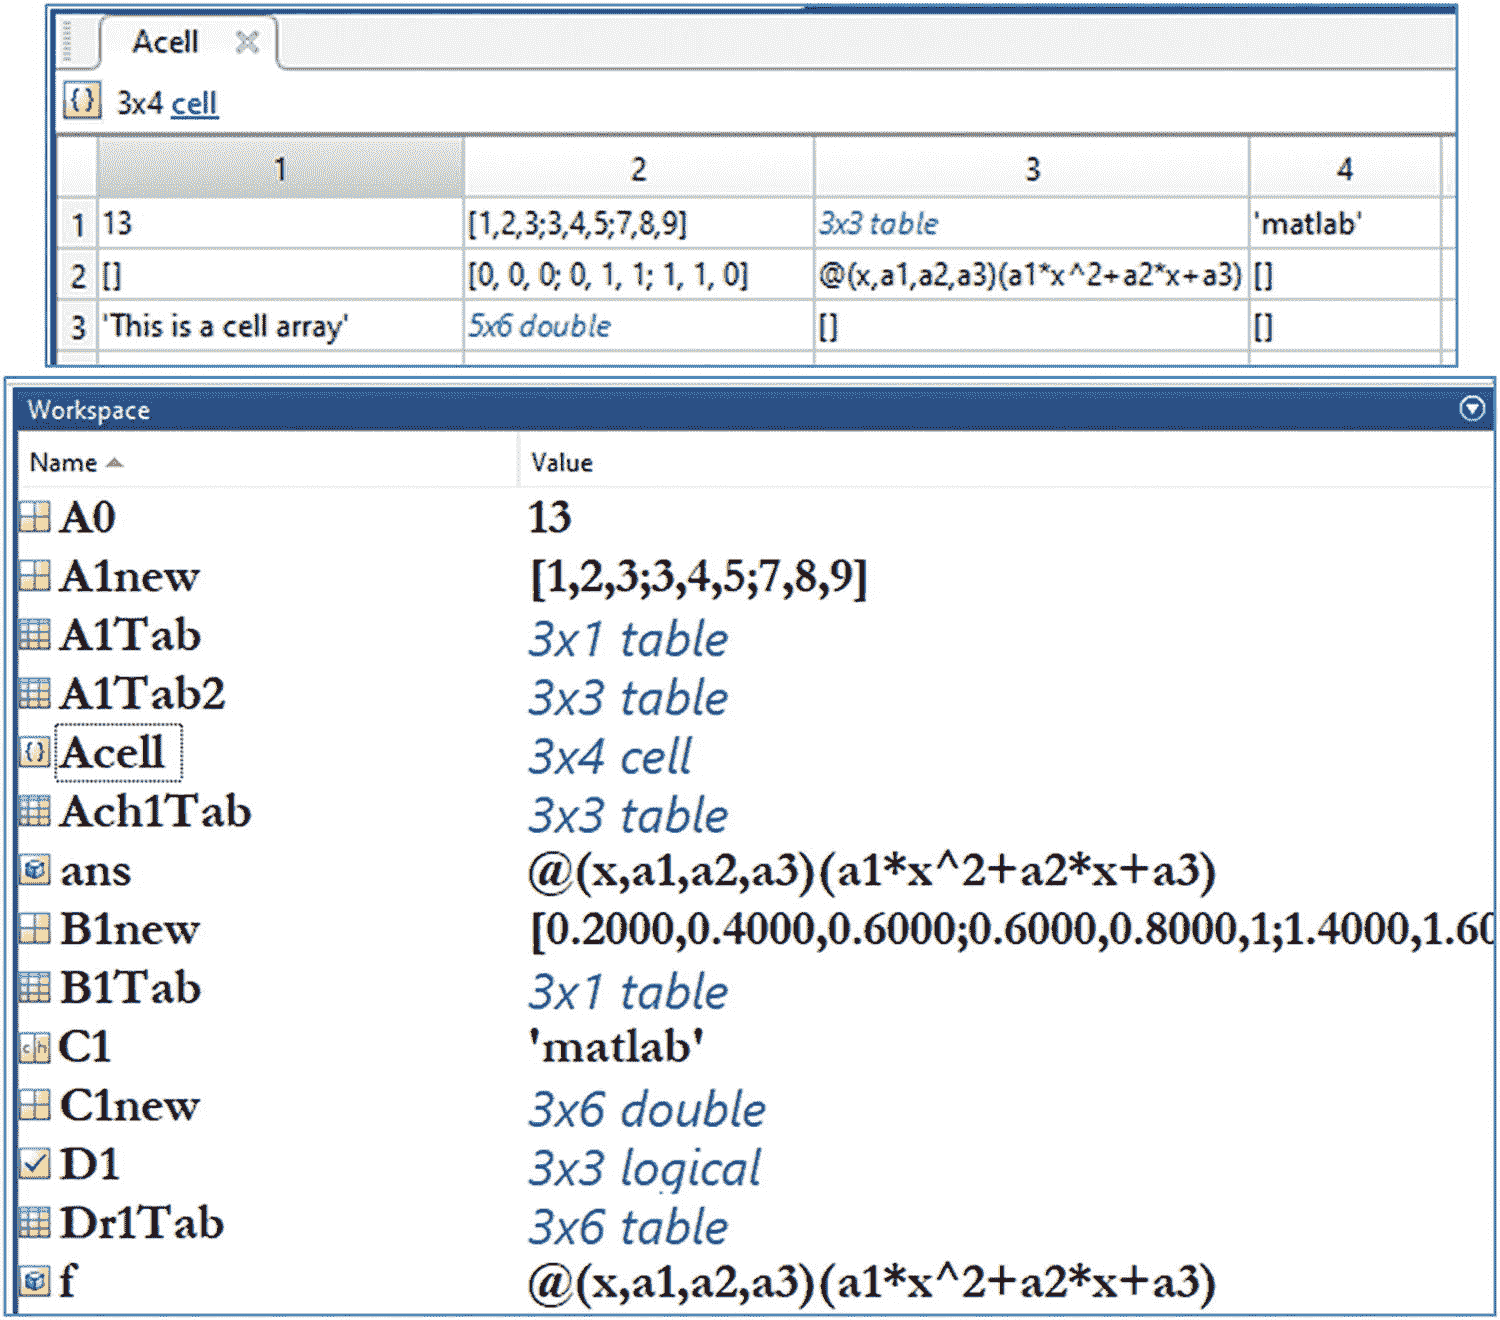 Acell
{} 3x4 cell
1 2 3 4
1 13 [1,2,3;3,4,5;7,8,9] 3x3 table 'matlab'
2 [] [0, 0, 0; 0, 1, 1; 1, 1, 0] @(x,a1,a2,a3)(a1*x^2+a2*x+a3) []
3 'This is a cell array' 5x6 double [] []
Workspace
Name Value
A0 13
A1new [1,2,3;3,4,5;7,8,9]
A1Tab 3x1 table
A1Tab2 3x3 table
{} Acell 3x4 cell
Ach1Tab 3x3 table
ans @(x,a1,a2,a3)(a1*x^2+a2*x+a3)
B1new [0.2000,0.4000,0.6000;0.6000,0.8000,1;1.4000,1.60
B1Tab 3x1 table
ch C1 'matlab'
C1new 3x6 double
D1 3x3 logical
Dr1Tab 3x6 table
f @(x,a1,a2,a3)(a1*x^2+a2*x+a3)